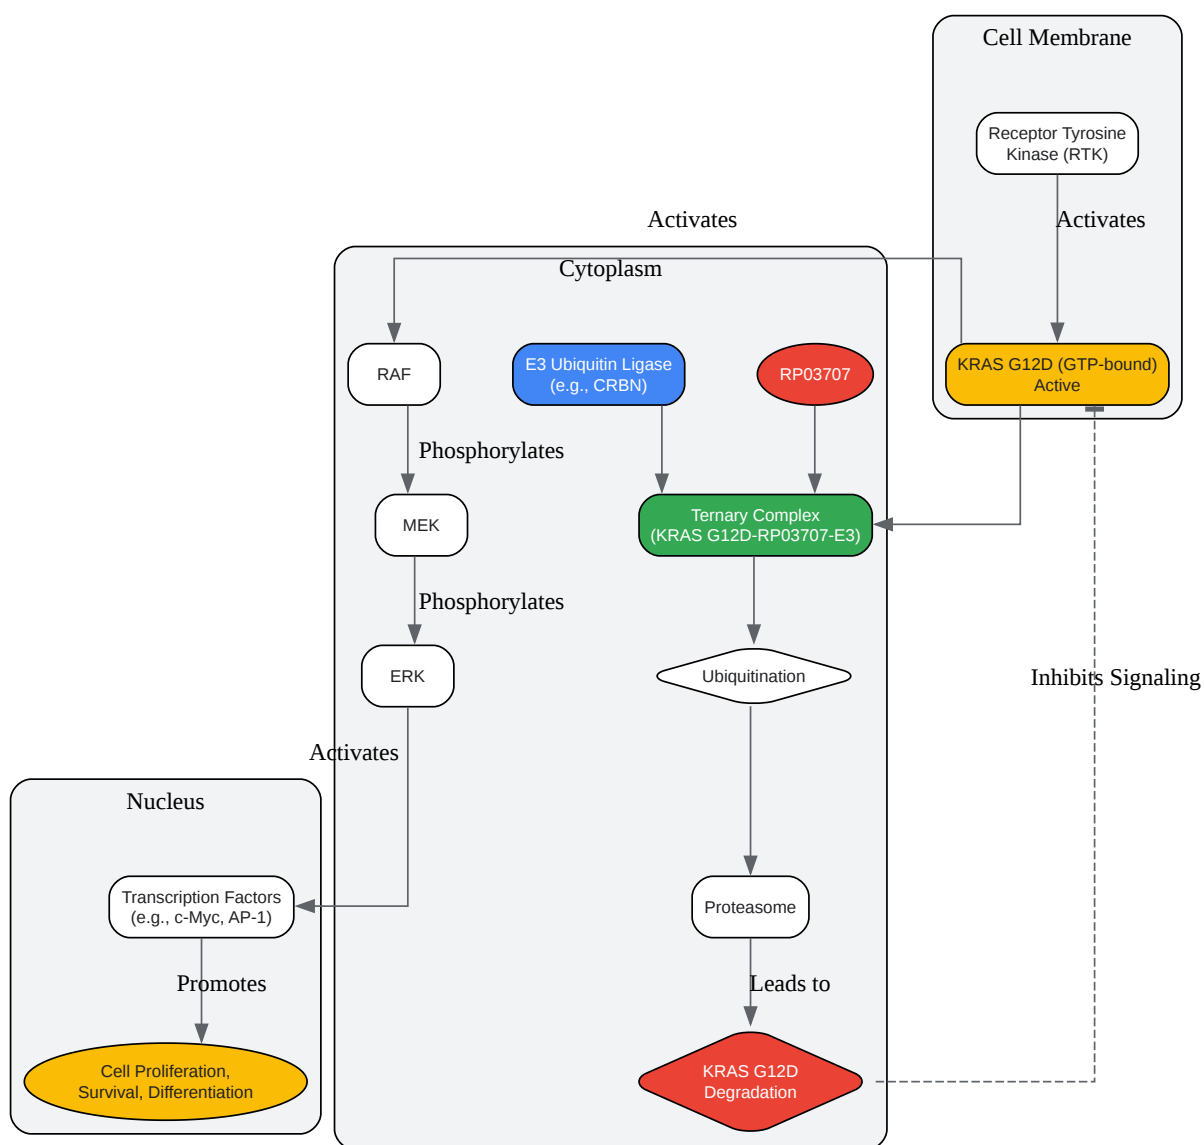 Cell Membrane
Receptor Tyrosine
Kinase (RTK)
Activates
Activates
Cytoplasm
RAF
E3 Ubiquitin Ligase
(e.g., CRBN)
RP03707
KRAS G12D (GTP-bound)
Active
Phosphorylates
MEK
Ternary Complex
(KRAS G12D-RP03707-E3)
Phosphorylates
ERK
Ubiquitination
Inhibits Signaling
Activates
Nucleus
Transcription Factors
(e.g., c-Myc, AP-1)
Proteasome
Promotes
Leads to
Cell Proliferation,
Survival, Differentiation
KRAS G12D
Degradation